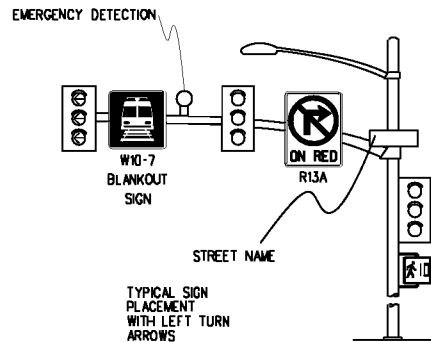 EMERGENCY DETECTION
W10-7
BLANKOUT
SIGN
ON RED
R13A
STREET NAME
TYPICAL SIGN
PLACEMENT
WITH LEFT TURN
ARROWS